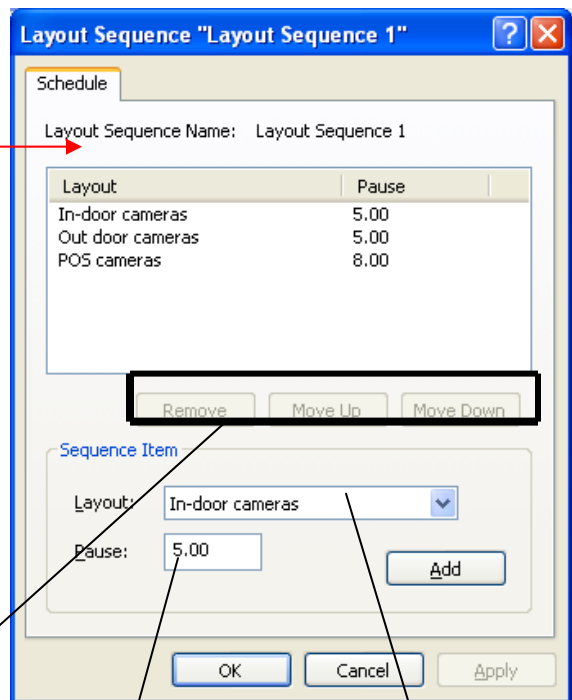 Layout Sequence "Layout Sequence 1"
Schedule
Layout Sequence Name: Layout Sequence 1
Layout Pause
In-door cameras 5.00
Out door cameras 5.00
POS cameras 8.00
Remove Move Up Move Down
Sequence Item
Layout: In-door cameras
Pause: 5.00
Add
OK Cancel Apply